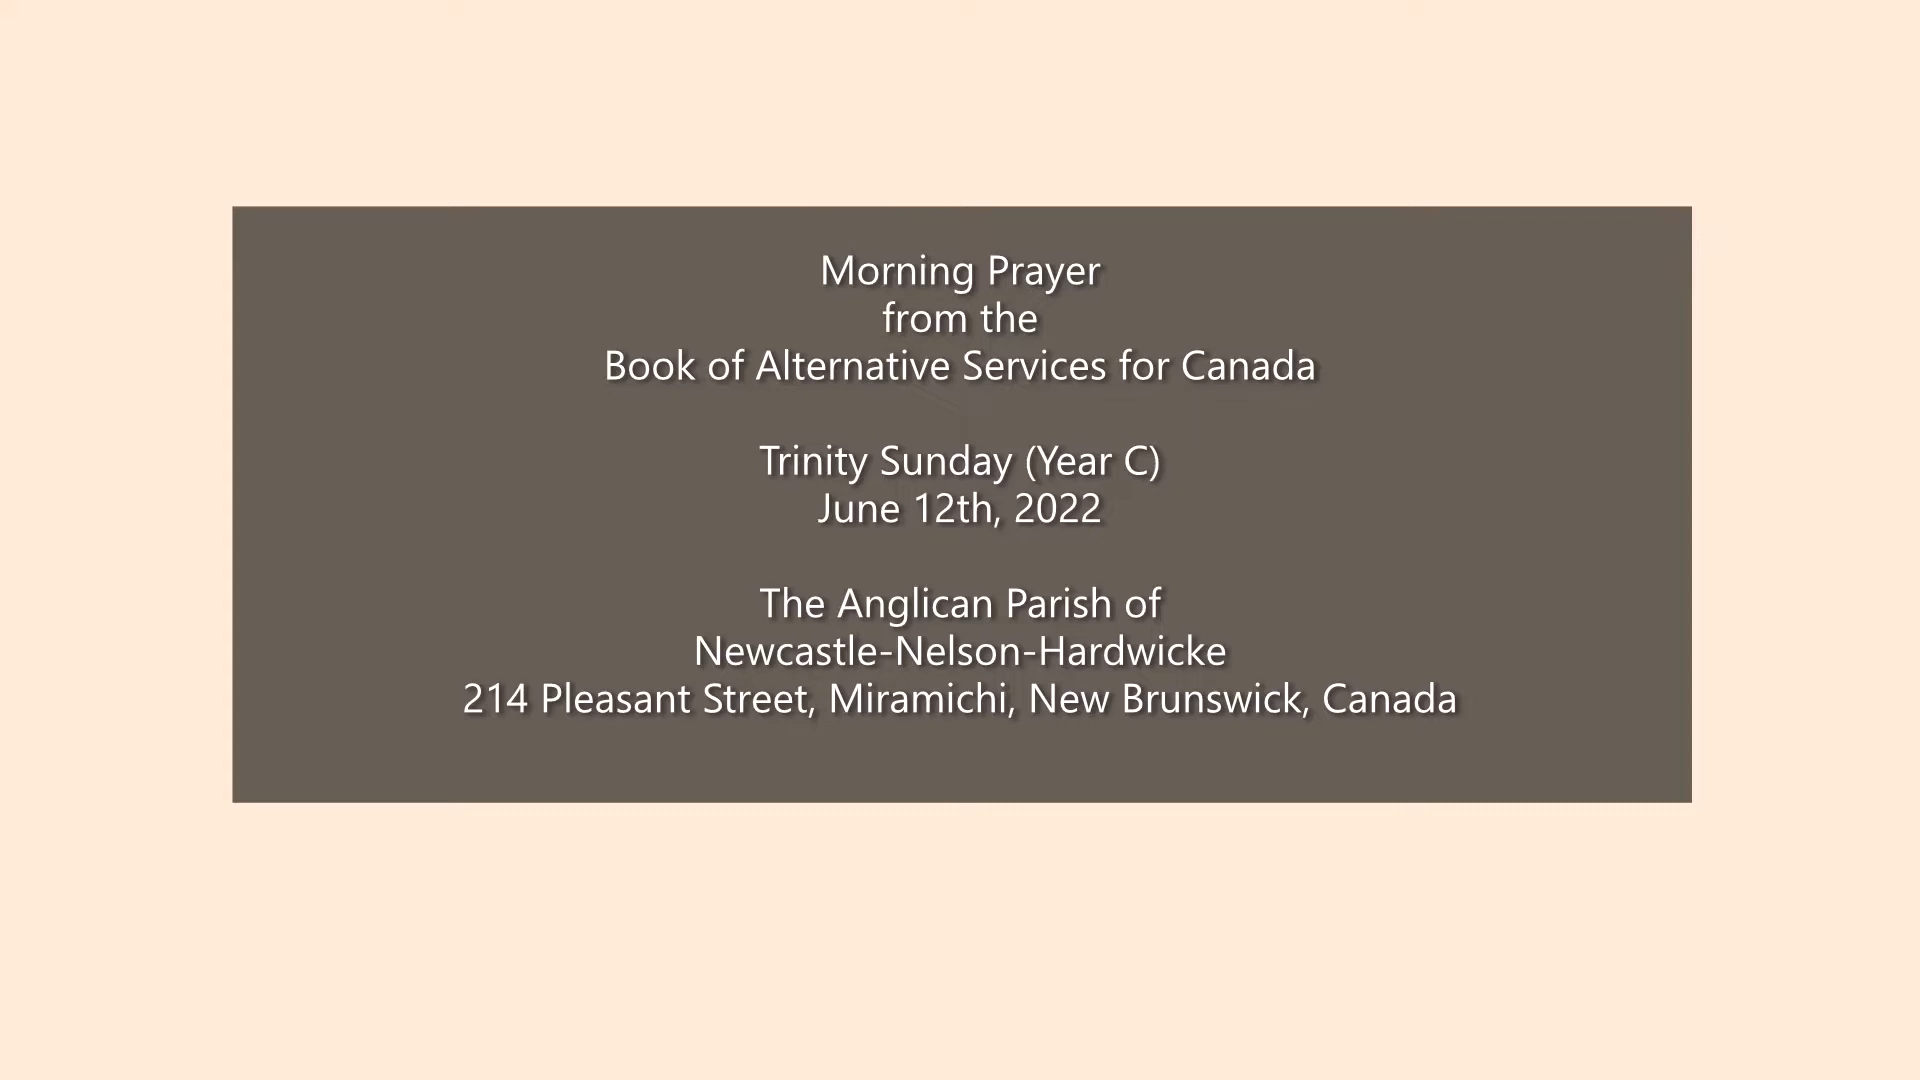 Morning Prayer
from the
Book of Alternative Services for Canada
Trinity Sunday (Year C)
June 12th, 2022
The Anglican Parish of
Newcastle-Nelson-Hardwicke
214 Pleasant Street, Miramichi, New Brunswick, Canada